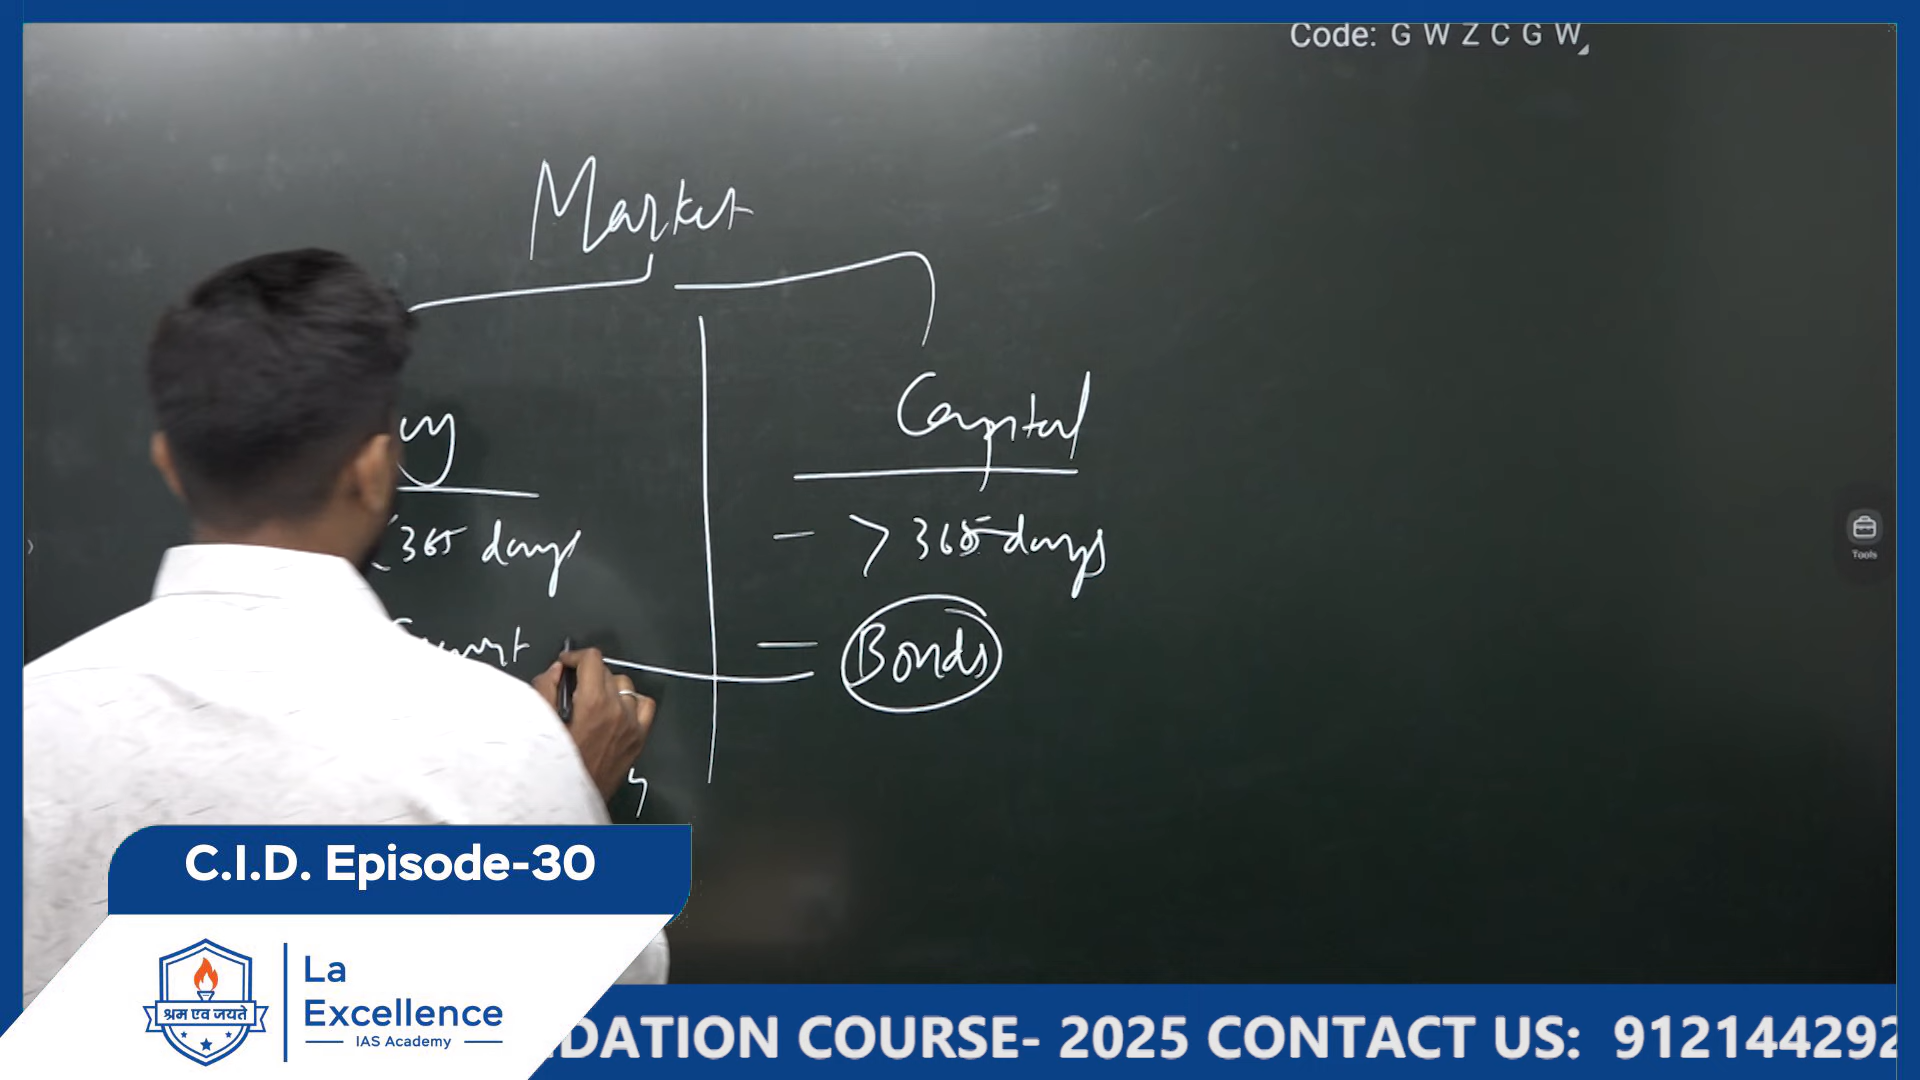 Code: G W Z C G W
Market
Capital
365 days
- > 365 days
- Bonds
C.I.D. Episode-30
श्रम एव जयते
La
Excellence
IAS Academy
DATION COURSE- 2025 CONTACT US: 912144292